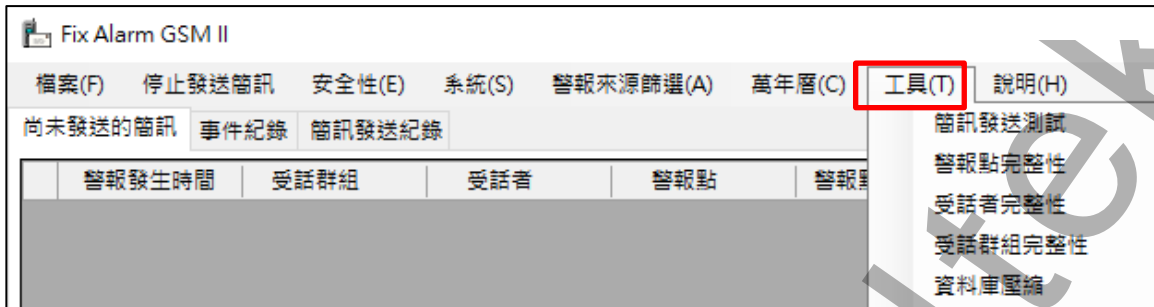 Fix Alarm GSM II
檔案(F) 停止發送簡訊 安全性(E) 系統(S) 警報來源篩選(A) 萬年曆(C) 工具(T) 說明(H)
尚未發送的簡訊 事件紀錄 簡訊發送紀錄
簡訊發送測試
警報點完整性
警報發生時間 受話群組 受話者 警報點 警報
受話者完整性
受話群組完整性
資料庫壓縮